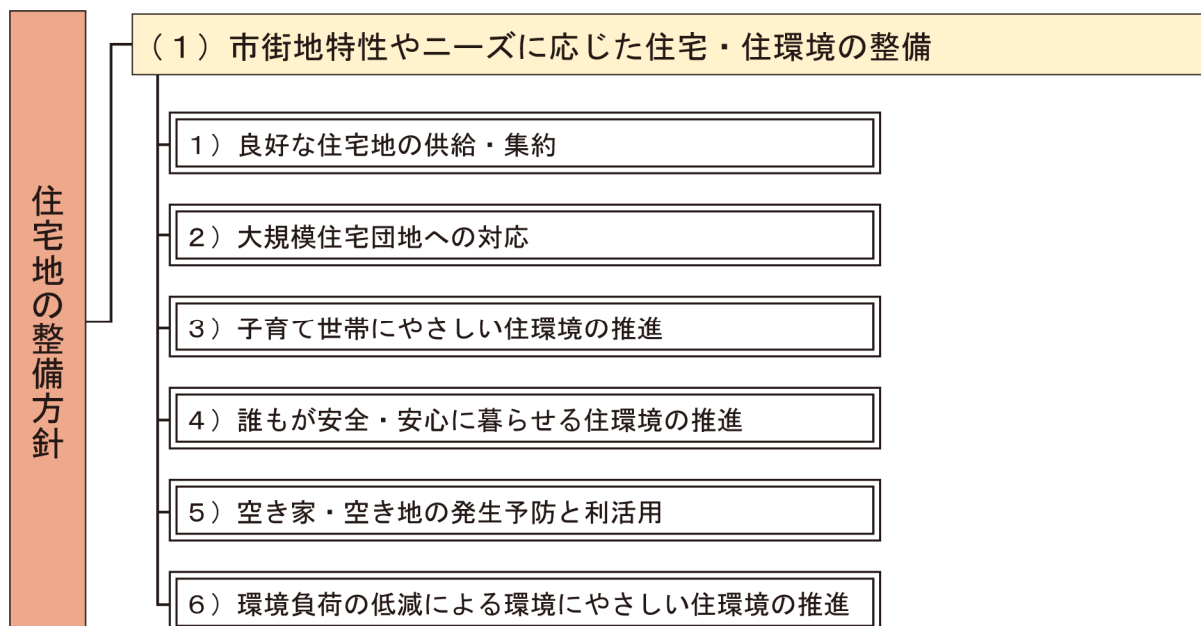 住宅地の整備方針
（１）市街地特性やニーズに応じた住宅・住環境の整備
１）良好な住宅地の供給・集約
２）大規模住宅団地への対応
３）子育て世帯にやさしい住環境の推進
４）誰もが安全・安心に暮らせる住環境の推進
５）空き家・空き地の発生予防と利活用
６）環境負荷の低減による環境にやさしい住環境の推進